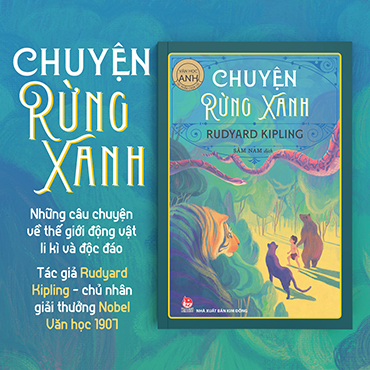 CHUYỆN
RỪNG
XANH
Những câu chuyện
về thế giới động vật
li kì và độc đáo
Tác giả Rudyard
Kipling - chủ nhân
giải thưởng Nobel
Văn học 1907
VĂN HỌC
ANH
CHUYỆN
RỪNG XANH
RUDYARD KIPLING
SÂM NAM dịch
NHÀ XUẤT BẢN KIM ĐỒNG